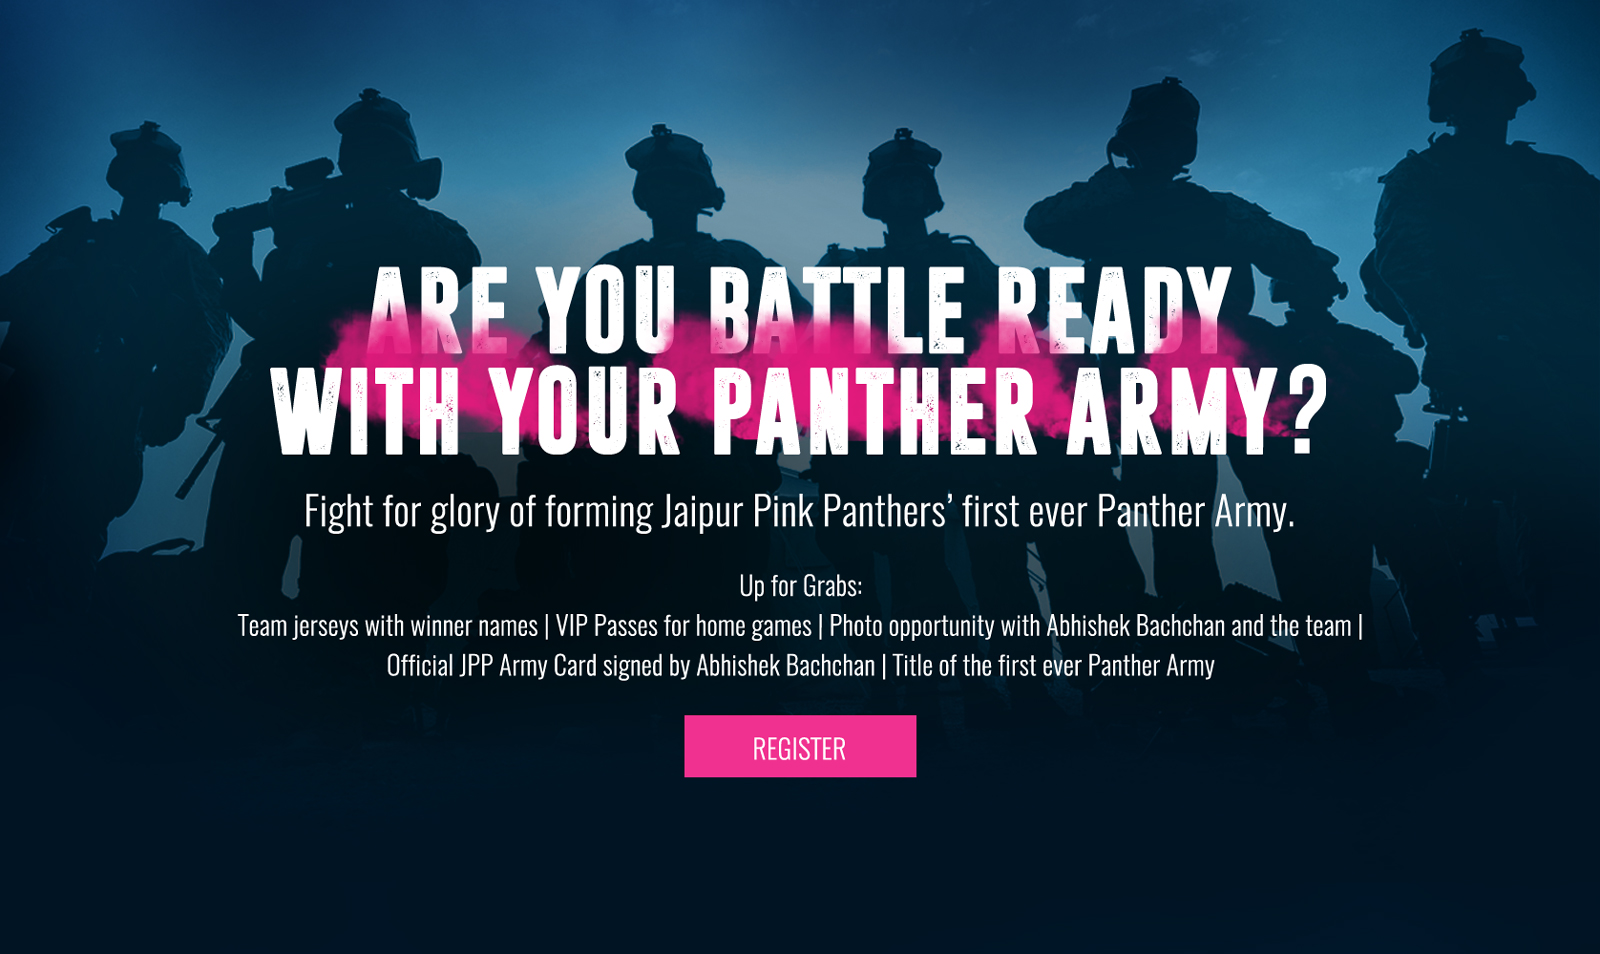 ARE YOU BATTLE READY
WITH YOUR PANTHER ARMY?
Fight for glory of forming Jaipur Pink Panthers’ first ever Panther Army.
Up for Grabs:
Team jerseys with winner names | VIP Passes for home games | Photo opportunity with Abhishek Bachchan and the team |
Official JPP Army Card signed by Abhishek Bachchan | Title of the first ever Panther Army
REGISTER